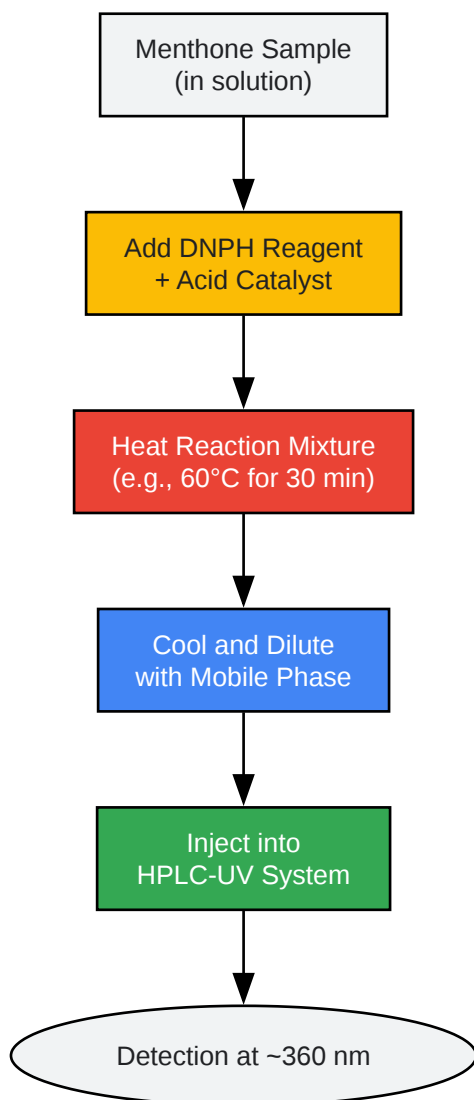 Menthone Sample
(in solution)
Add DNPH Reagent
+ Acid Catalyst
Heat Reaction Mixture
(e.g., 60°C for 30 min)
Cool and Dilute
with Mobile Phase
Inject into
HPLC-UV System
Detection at ~360 nm